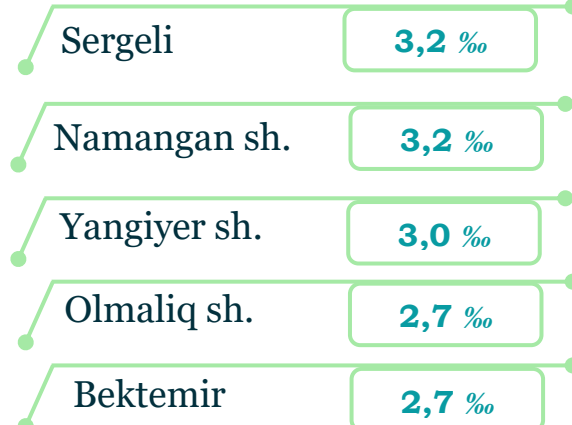 Sergeli 3,2 ‰
Namangan sh. 3,2 ‰
Yangiyer sh. 3,0 ‰
Olmaliq sh. 2,7 ‰
Bektemir 2,7 ‰